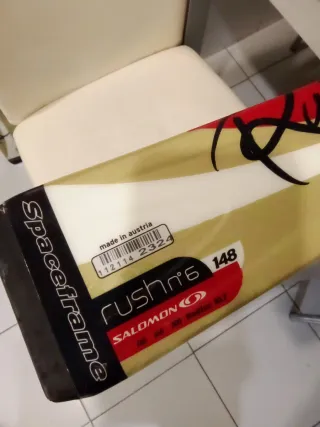 Spaceframe
made in austria
112114 2324
rush n°6 148
SALOMON